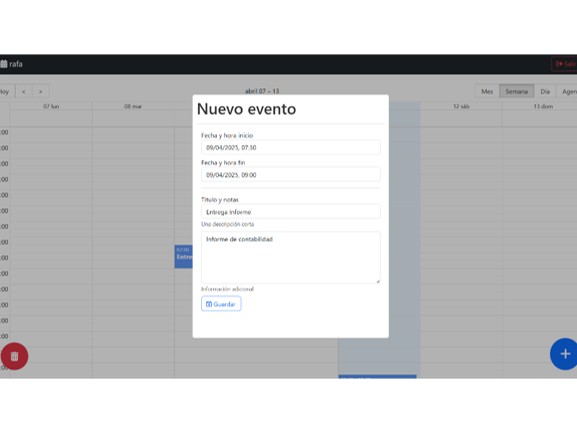 rafa
Salir
Hoy < >
abril 07 – 13
Mes Semana Día Agenda
07 lun
08 mar
12 sáb
13 dom
Nuevo evento
Fecha y hora inicio
09/04/2025, 07:30
Fecha y hora fin
09/04/2025, 09:00
Titulo y notas
Entrega Informe
Una descripción corta
Informe de contabilidad
Información adicional
Guardar